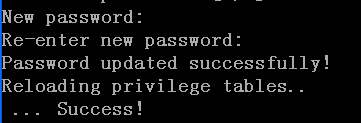 New password:
Re-enter new password:
Password updated successfully!
Reloading privilege tables..
... Success!